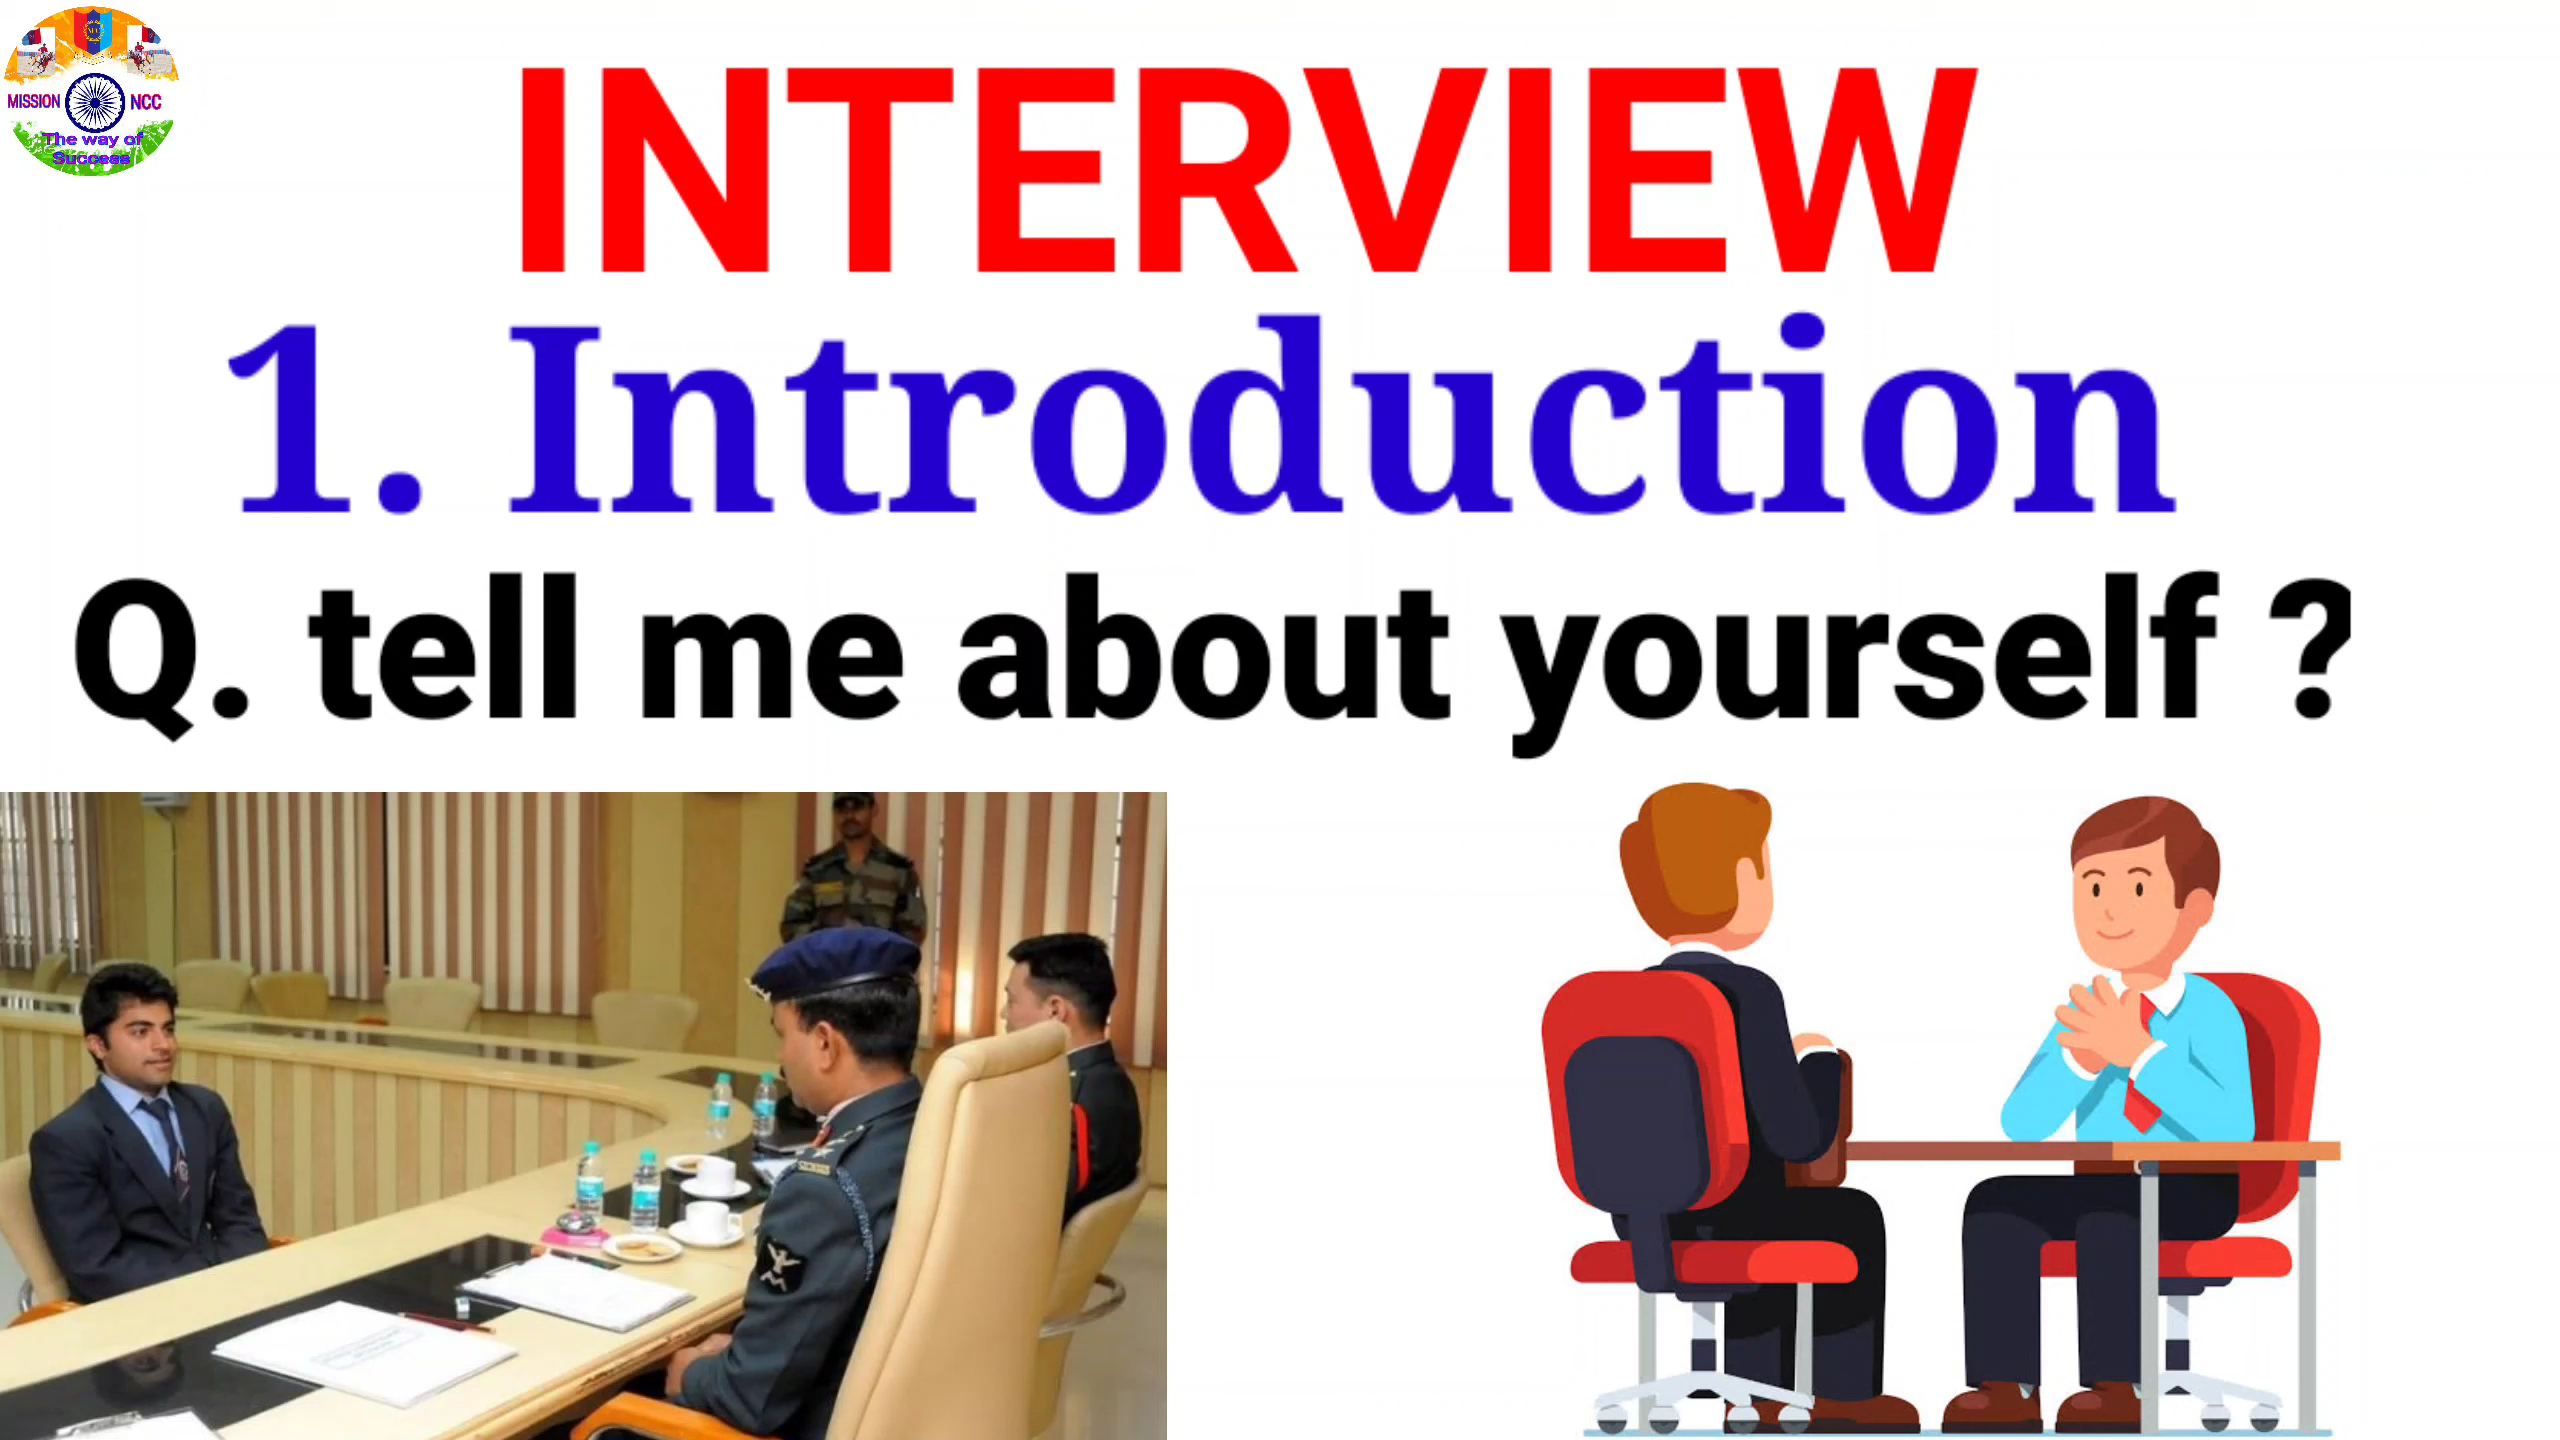 MISSION NCC
The way of
Success
INTERVIEW
1. Introduction
Q. tell me about yourself ?